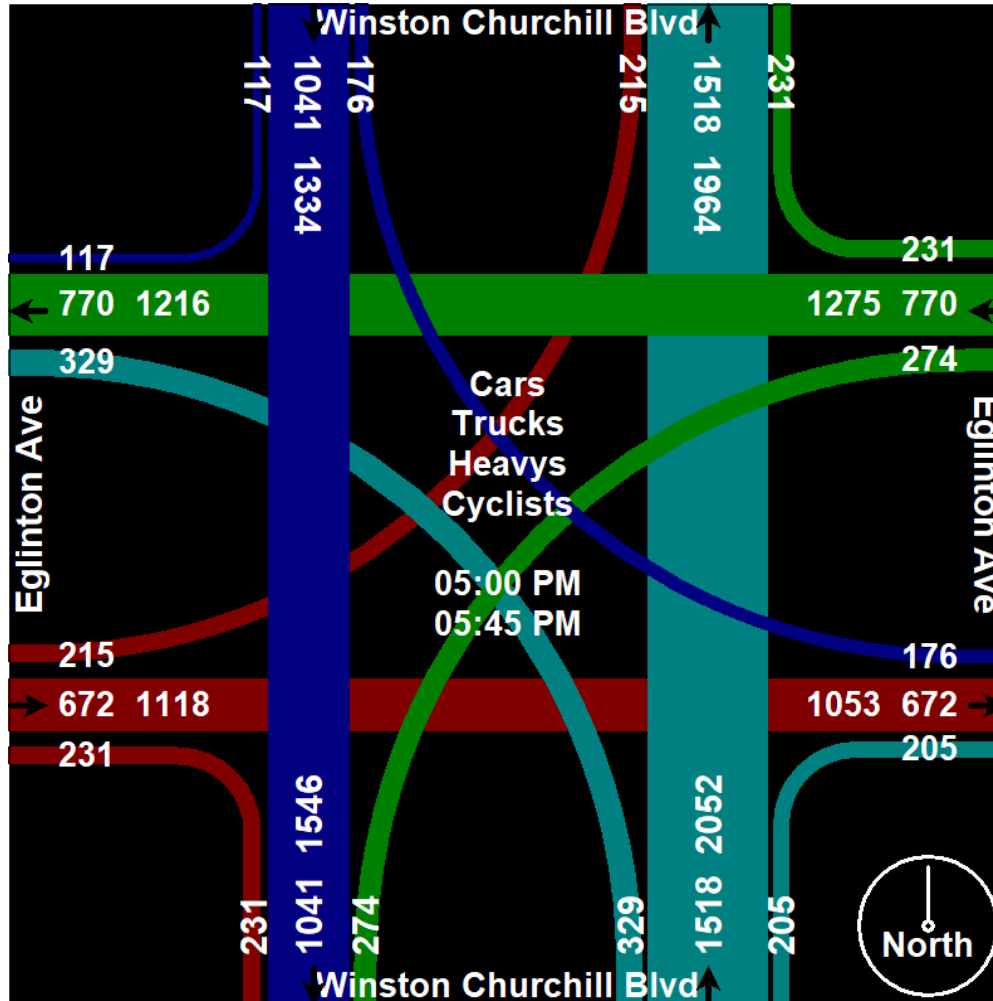 Winston Churchill Blvd
117 1041 176 215 1518 231
1334 1964
117 231
770 1216 1275 770
329 274
Cars
Trucks
Heavys
Cyclists
Eglinton Ave
Eglinton Ave
05:00 PM
05:45 PM
215 176
672 1118 1053 672
231 205
1546 2052
231 1041 274 329 1518 205
North
Winston Churchill Blvd